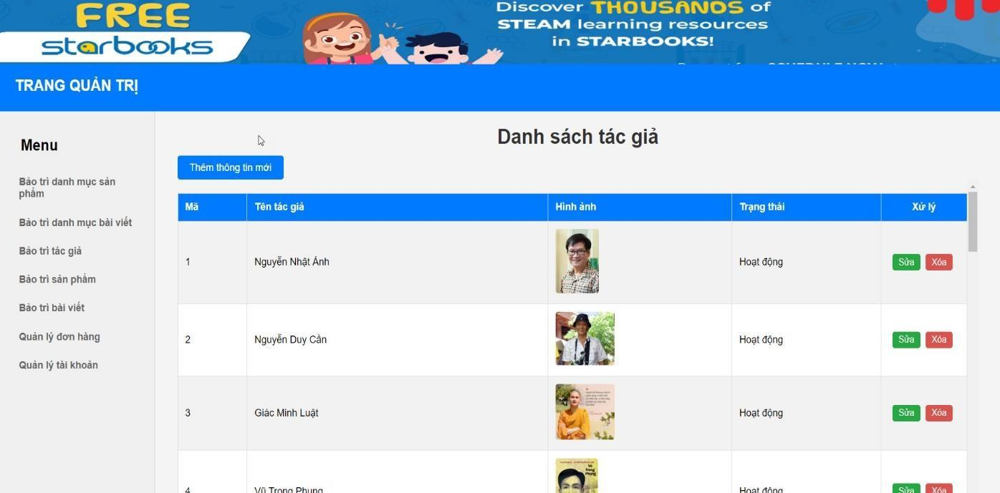 FREE
starbooks
Discover THOUSANDS of
STEAM learning resources
in STARBOOKS!
TRANG QUẢN TRỊ
Menu
Danh sách tác giả
Thêm thông tin mới
Bảo trì danh mục sản
phẩm
Bảo trì danh mục bài viết
Bảo trì tác giả
Bảo trì sản phẩm
Bảo trì bài viết
Quản lý đơn hàng
Quản lý tài khoản
Mã Tên tác giả Hình ảnh Trạng thái Xử lý
1 Nguyễn Nhật Ánh Hoạt động Sửa Xóa
2 Nguyễn Duy Cần Hoạt động Sửa Xóa
3 Giác Minh Luật Hoạt động Sửa Xóa
4 Vũ Trọng Phụng Hoạt động Sửa Xóa
Vũ
Trọng
Phụng